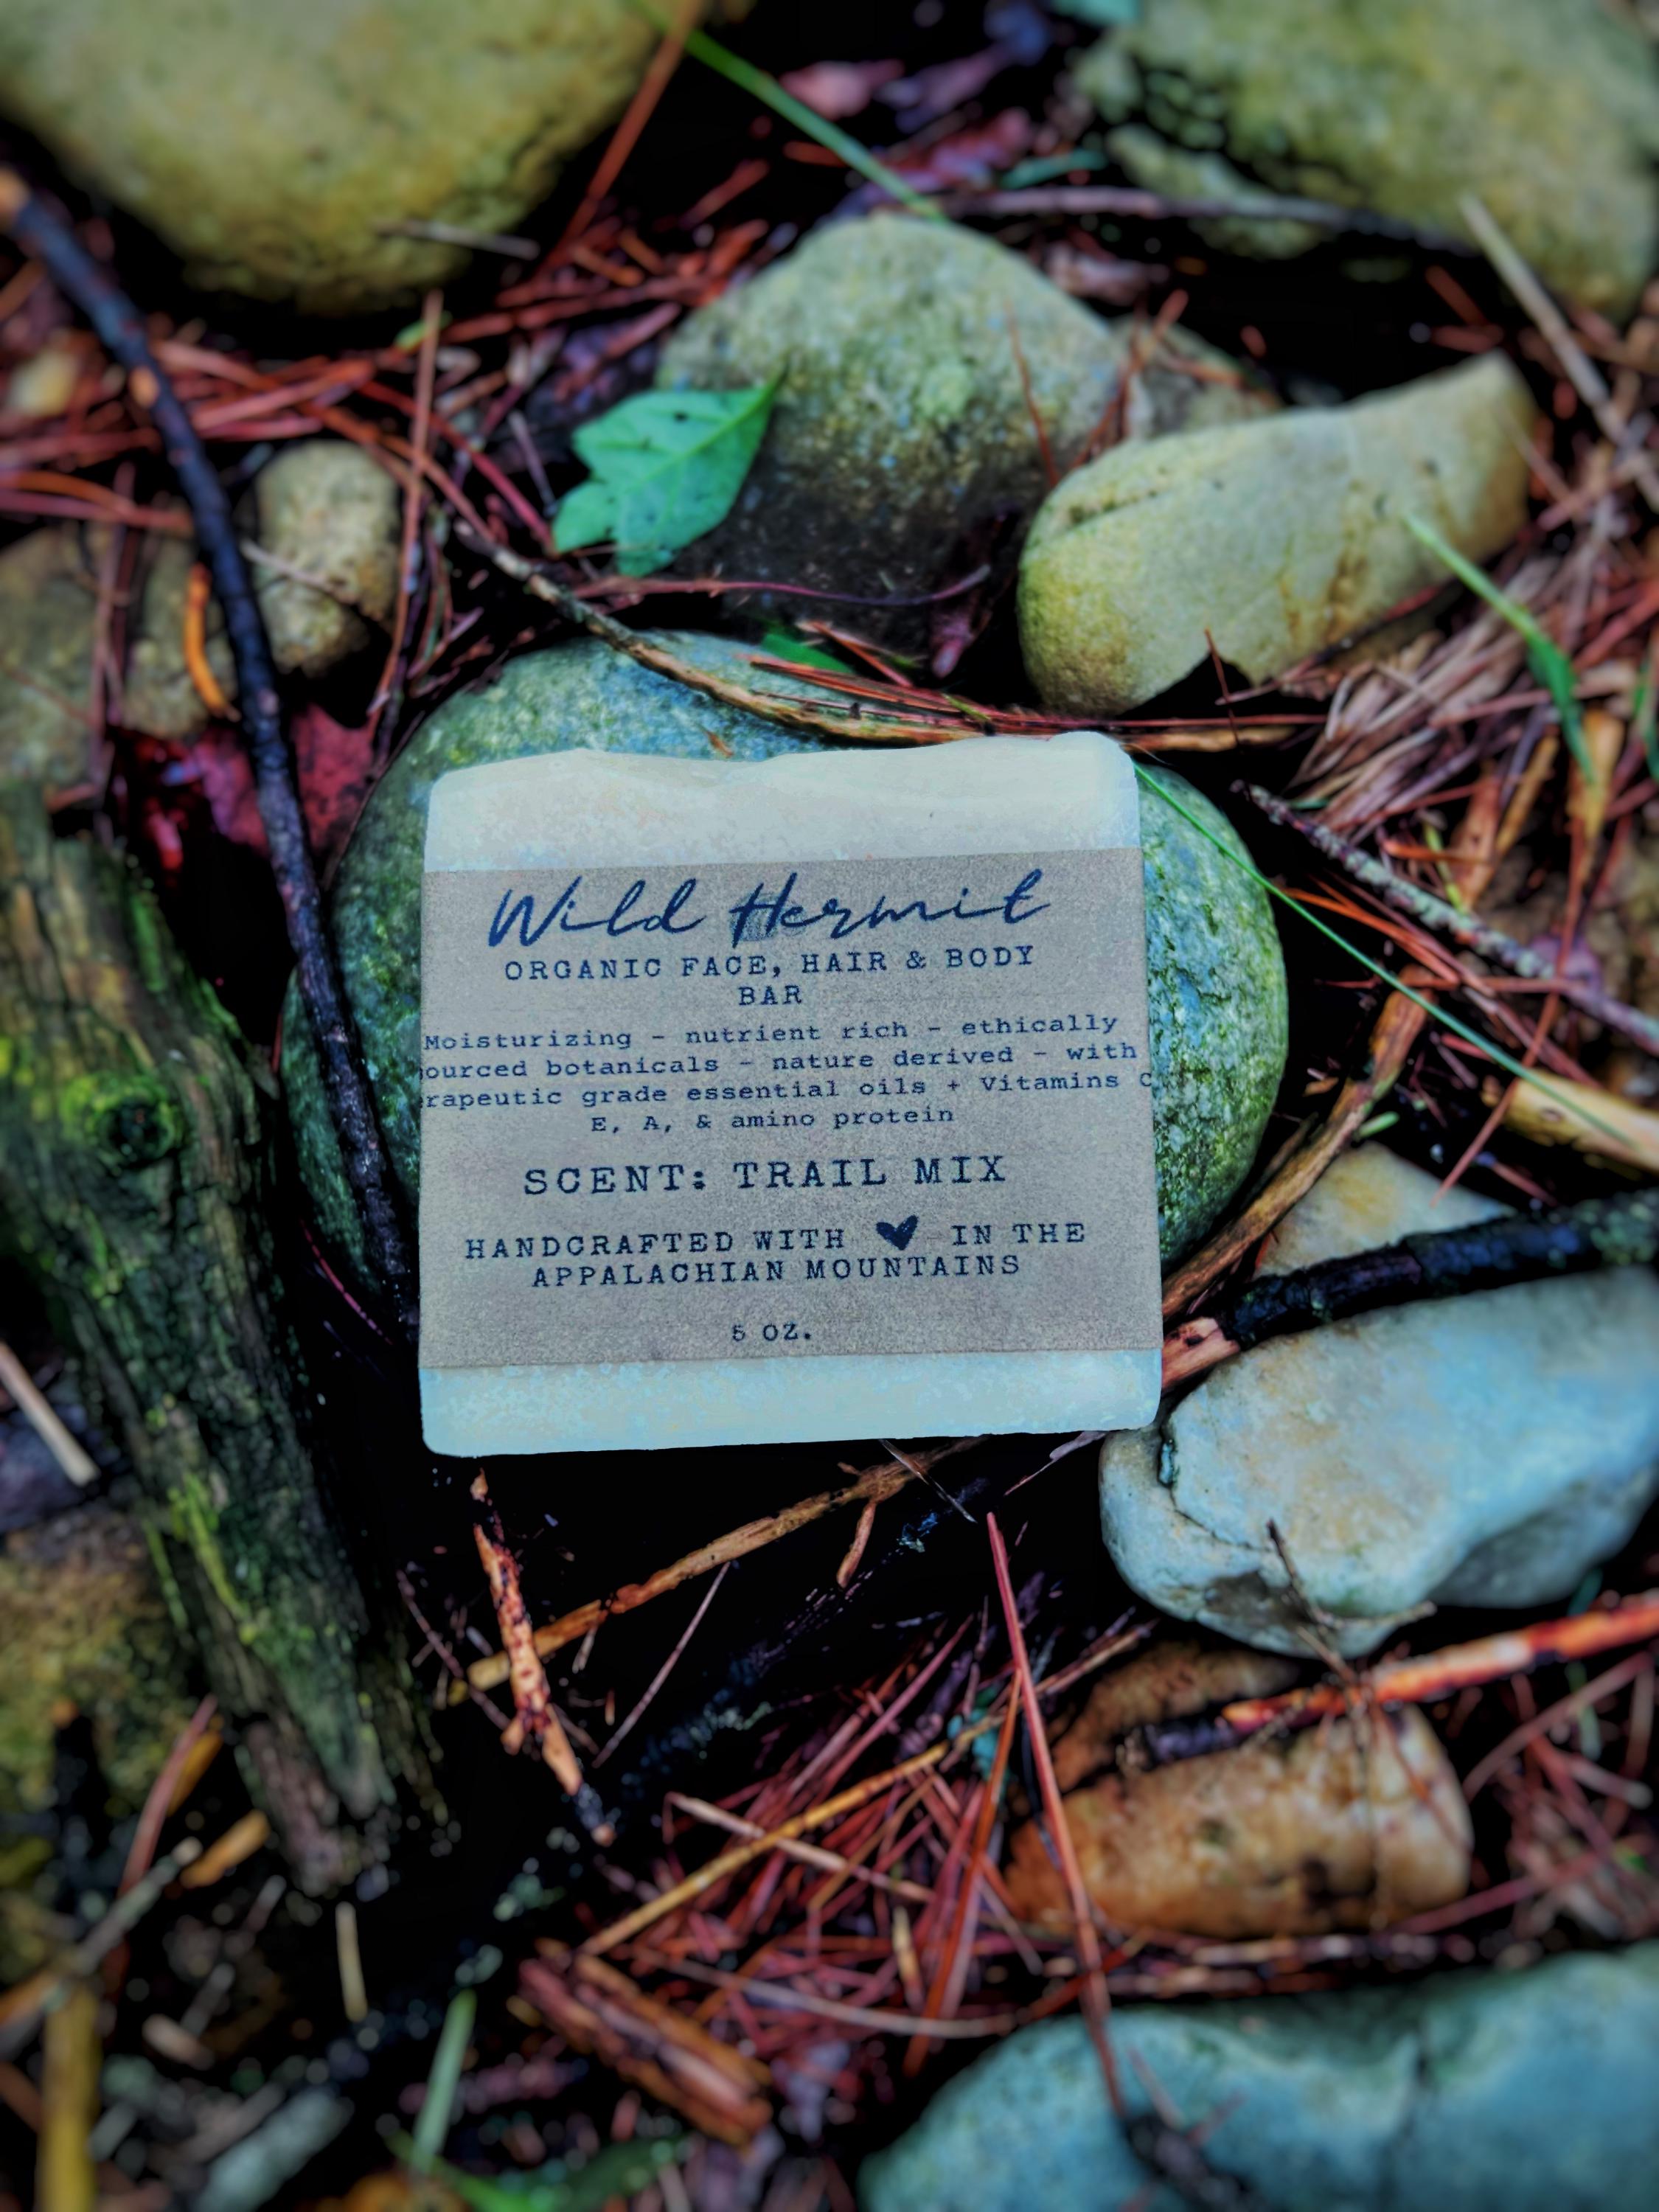 Wild Hermit
ORGANIC FACE, HAIR & BODY
BAR
Moisturizing - nutrient rich - ethically
ourced botanicals - nature derived - with
rapeutic grade essential oils + Vitamins C
E, A, & amino protein
SCENT: TRAIL MIX
HANDCRAFTED WITH ♥ IN THE
APPALACHIAN MOUNTAINS
5 OZ.